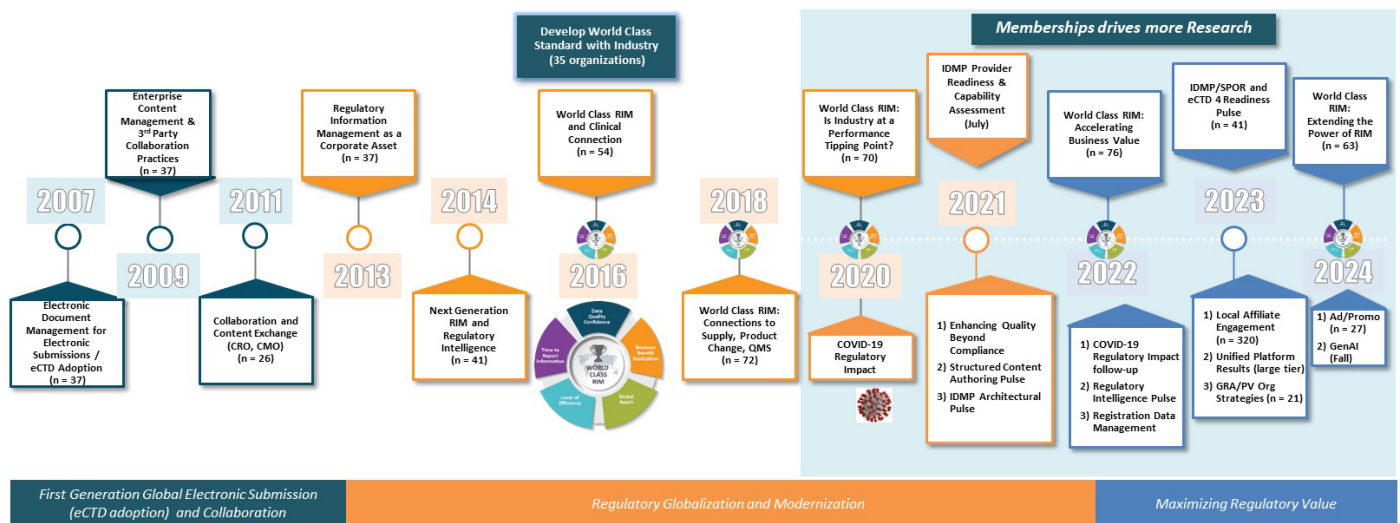 Develop World Class
Standard with Industry
(35 organizations)
Memberships drives more Research
Enterprise
Content
Management &
3rd Party
Collaboration
Practices
(n = 37)
Regulatory
Information
Management as a
Corporate Asset
(n = 37)
World Class RIM
and Clinical
Connection
(n = 54)
World Class RIM:
Is Industry at a
Performance
Tipping Point?
(n = 70)
IDMP Provider
Readiness &
Capability
Assessment
(July)
World Class RIM:
Accelerating
Business Value
(n = 76)
IDMP/SPOR and
eCTD 4 Readiness
Pulse
(n = 41)
World Class
RIM:
Extending the
Power of RIM
(n = 63)
2007
2009
2011
2013
2014
2016
2018
2020
2021
2022
2023
2024
Electronic
Document
Management for
Electronic
Submissions /
eCTD Adoption
(n = 37)
Collaboration and
Content Exchange
(CRO, CMO)
(n = 26)
Next Generation
RIM and
Regulatory
Intelligence
(n = 41)
Data
Quality
Confidence
Time to
Report
Information
Business
Benefit
Realization
WORLD
CLASS
RIM
Level of
Efficiency
Global
Reach
World Class RIM:
Connections to
Supply, Product
Change, QMS
(n = 72)
COVID-19
Regulatory
Impact
1) Enhancing Quality
Beyond
Compliance
2) Structured Content
Authoring Pulse
3) IDMP Architectural
Pulse
1) COVID-19
Regulatory Impact
follow-up
2) Regulatory
Intelligence Pulse
3) Registration Data
Management
1) Local Affiliate
Engagement
(n = 320)
2) Unified Platform
Results (large tier)
3) GRA/PV Org
Strategies (n = 21)
1) Ad/Promo
(n = 27)
2) GenAI
(Fall)
First Generation Global Electronic Submission
(eCTD adoption) and Collaboration
Regulatory Globalization and Modernization
Maximizing Regulatory Value